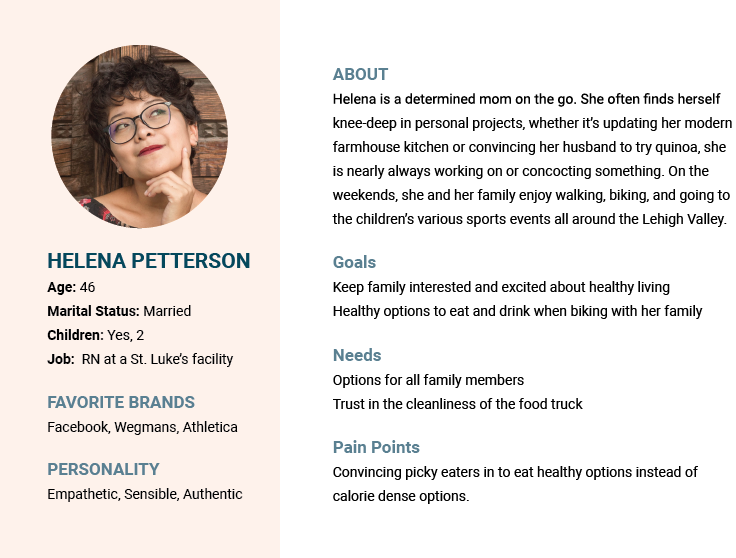 HELENA PETTERSON
Age: 46
Marital Status: Married
Children: Yes, 2
Job: RN at a St. Luke’s facility
FAVORITE BRANDS
Facebook, Wegmans, Athletica
PERSONALITY
Empathetic, Sensible, Authentic
ABOUT
Helena is a determined mom on the go. She often finds herself
knee-deep in personal projects, whether it’s updating her modern
farmhouse kitchen or convincing her husband to try quinoa, she
is nearly always working on or concocting something. On the
weekends, she and her family enjoy walking, biking, and going to
the children’s various sports events all around the Lehigh Valley.
Goals
Keep family interested and excited about healthy living
Healthy options to eat and drink when biking with her family
Needs
Options for all family members
Trust in the cleanliness of the food truck
Pain Points
Convincing picky eaters in to eat healthy options instead of
calorie dense options.